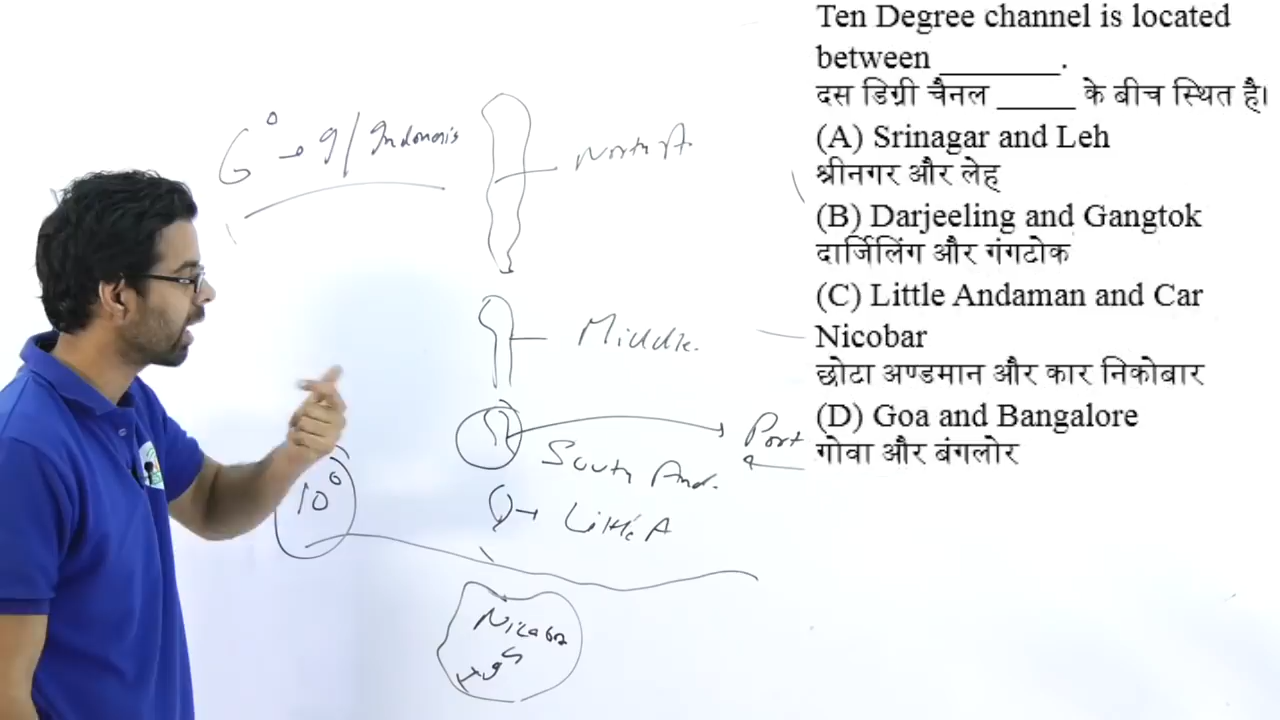 Ten Degree channel is located
between ________.
दस डिग्री चैनल _____ के बीच स्थित है।
(A) Srinagar and Leh
श्रीनगर और लेह
(B) Darjeeling and Gangtok
दार्जिलिंग और गंगटोक
(C) Little Andaman and Car
Nicobar
छोटा अण्डमान और कार निकोबार
(D) Goa and Bangalore
गोवा और बंगलोर
6° → I / Indonesia
North A
Middle.
Port
South And.
10°
Little A
Nicobar